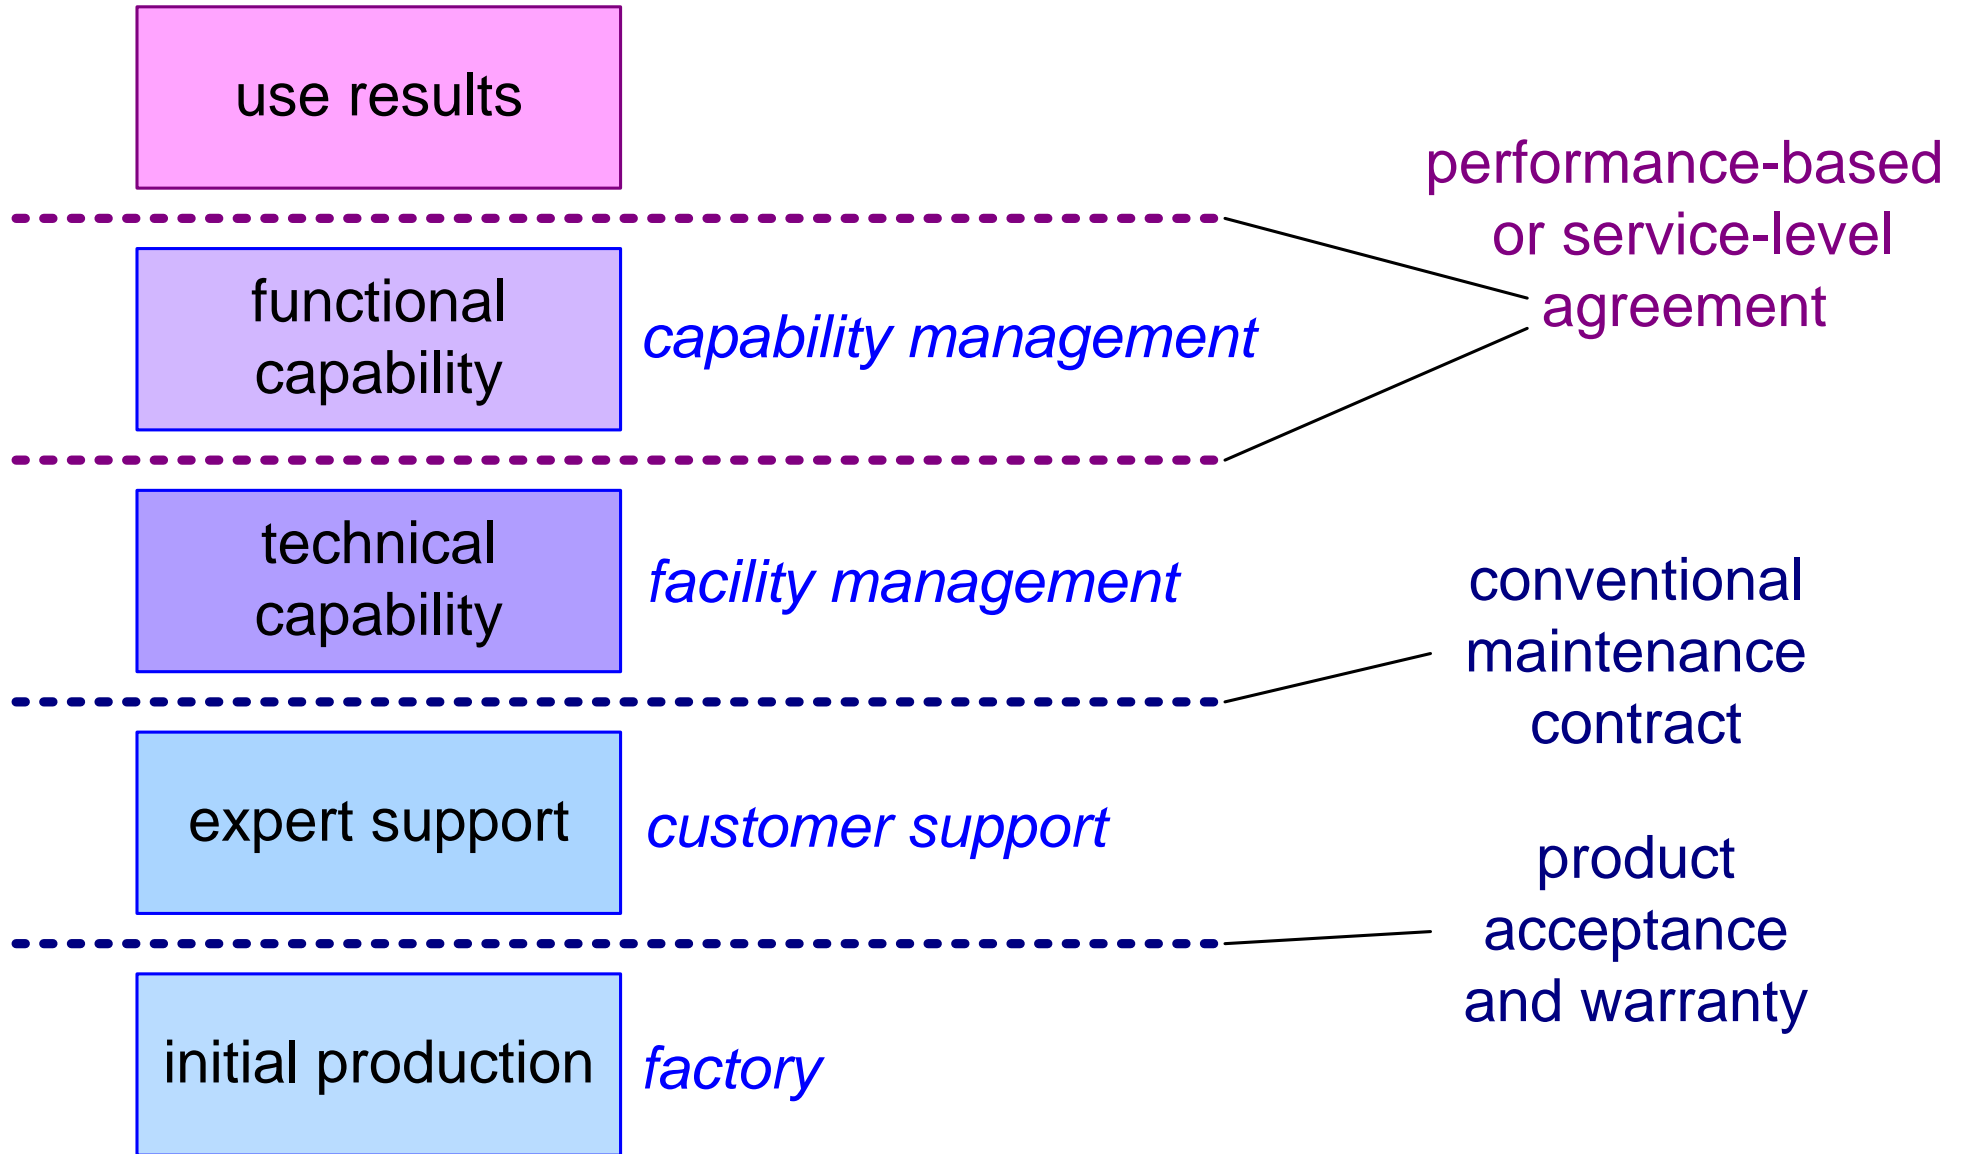 use results
performance-based
or service-level
agreement
functional
capability
capability management
technical
capability
facility management
conventional
maintenance
contract
expert support
customer support
product
acceptance
and warranty
initial production
factory